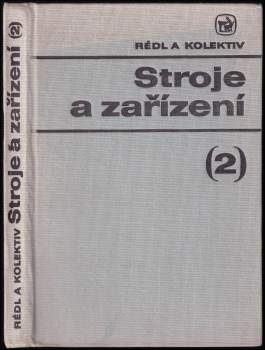 RÉDL A KOLEKTIV
Stroje
a zařízení
(2)
RÉDL A KOLEKTIV Stroje a zařízení (2)